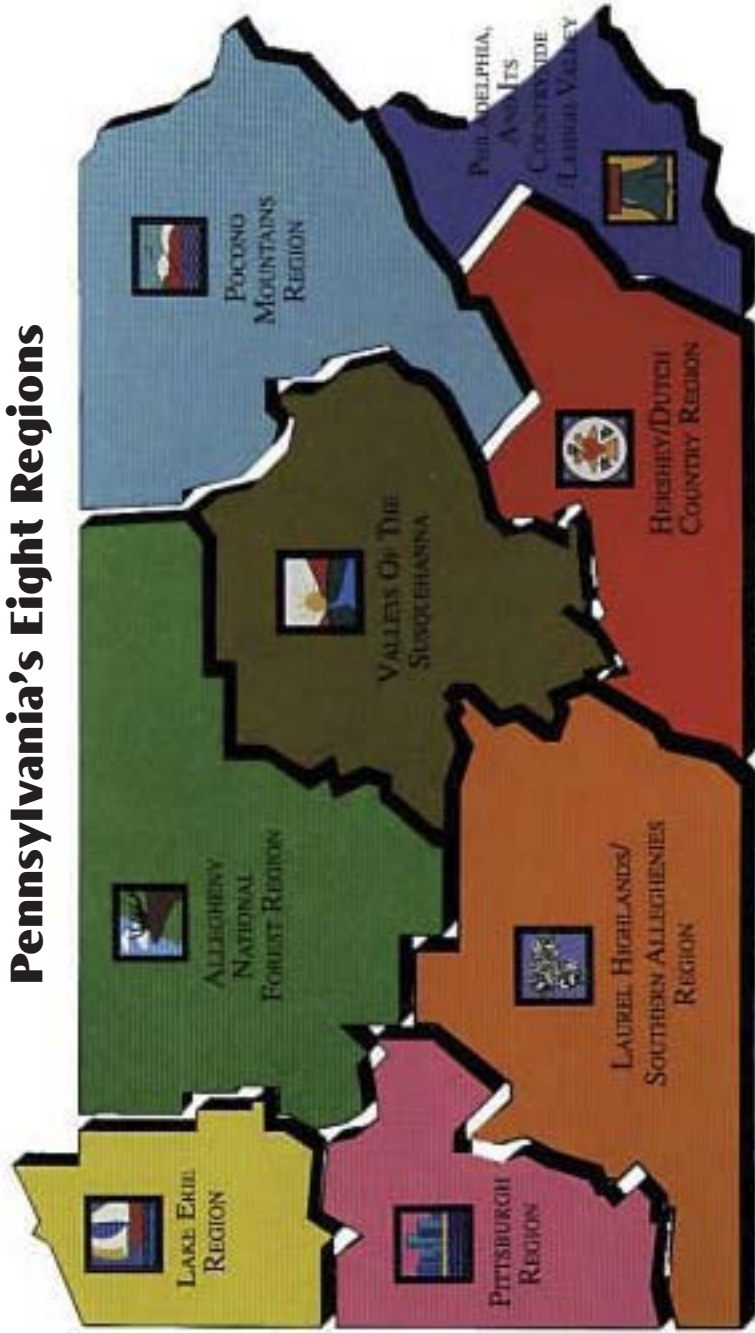 Pennsylvania's Eight Regions
LAKE ERIE
REGION
ALLEGHENY
NATIONAL
FOREST REGION
POCONO
MOUNTAINS
REGION
PITTSBURGH
REGION
VALLEYS OF THE
SUSQUEHANNA
PHILADELPHIA,
AND ITS
COUNTRYSIDE
/LEHIGH VALLEY
LAUREL HIGHLANDS/
SOUTHERN ALLEGHENIES
REGION
HERSHEY/DUTCH
COUNTRY REGION